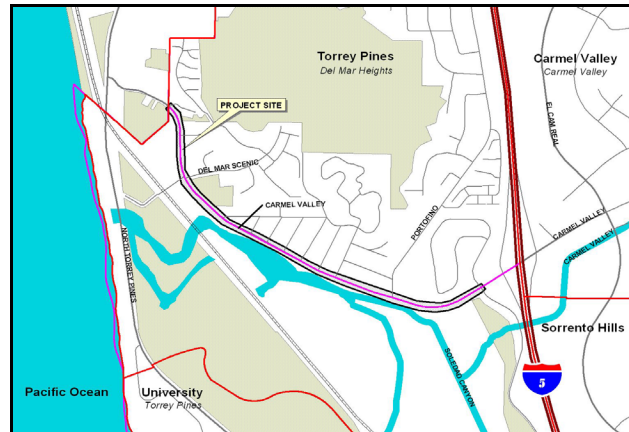 Torrey Pines
Del Mar Heights
Carmel Valley
Carmel Valley
PROJECT SITE
EL CAM REAL
DEL MAR SCENIC
CARMEL VALLEY
PORTOFINO
CARMEL VALLEY
CARMEL VALLEY
NORTH TORREY PINES
SOLEDAD CANYON
Sorrento Hills
5
Pacific Ocean
University
Torrey Pines